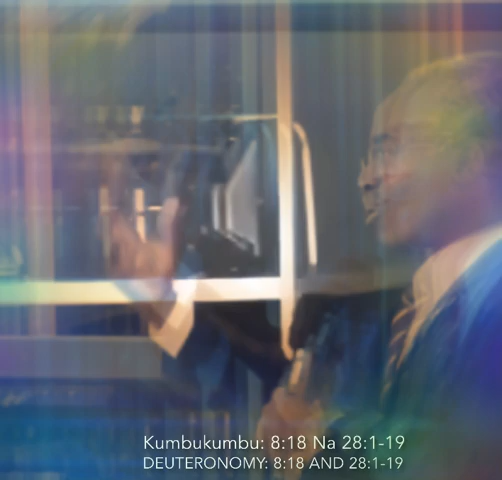 Kumbukumbu: 8:18 Na 28:1-19
DEUTERONOMY: 8:18 AND 28:1-19